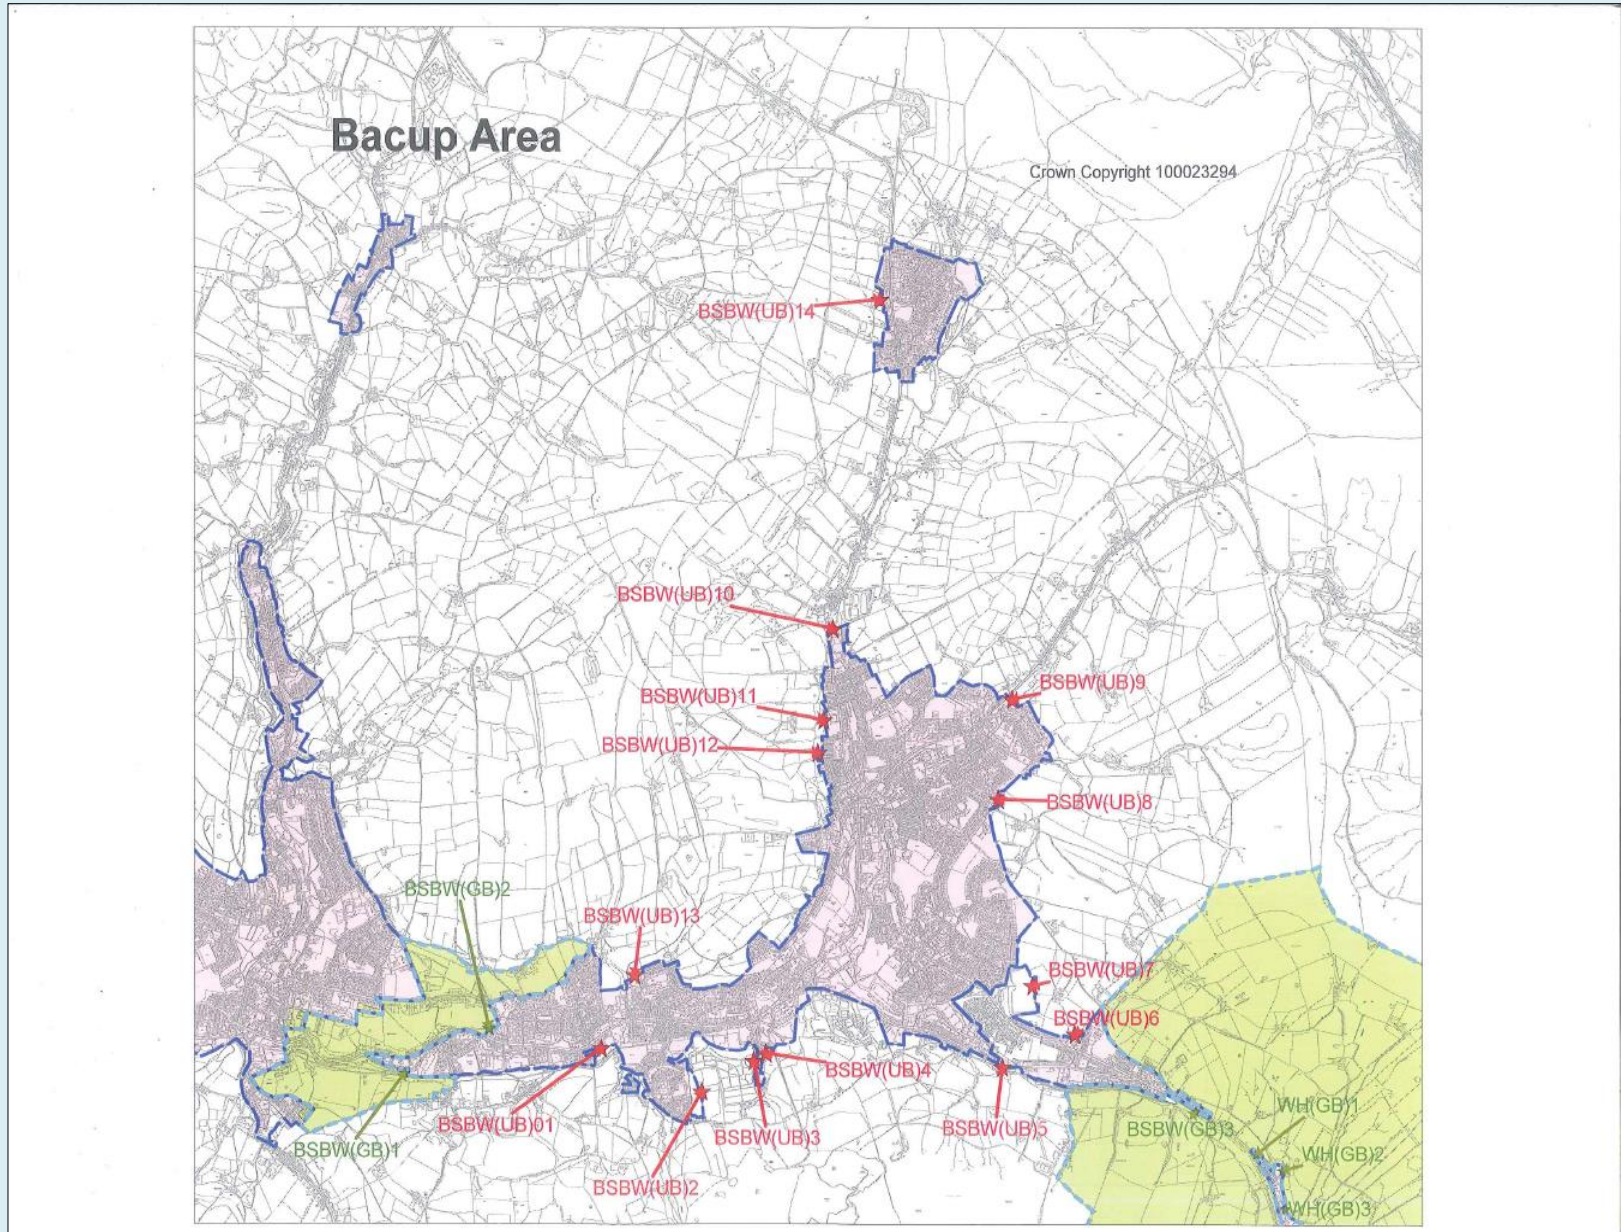 Bacup Area
Crown Copyright 100023294
BSBW(UB)14
BSBW(UB)10
BSBW(UB)9
BSBW(UB)11
BSBW(UB)12
BSBW(UB)8
BSBW(GB)2
BSBW(UB)13
BSBW(UB)7
BSBW(UB)6
BSBW(UB)4
BSBW(UB)01
BSBW(UB)3
BSBW(UB)5
BSBW(GB)3
WH(GB)1
BSBW(GB)1
WH(GB)2
BSBW(UB)2
WH(GB)3